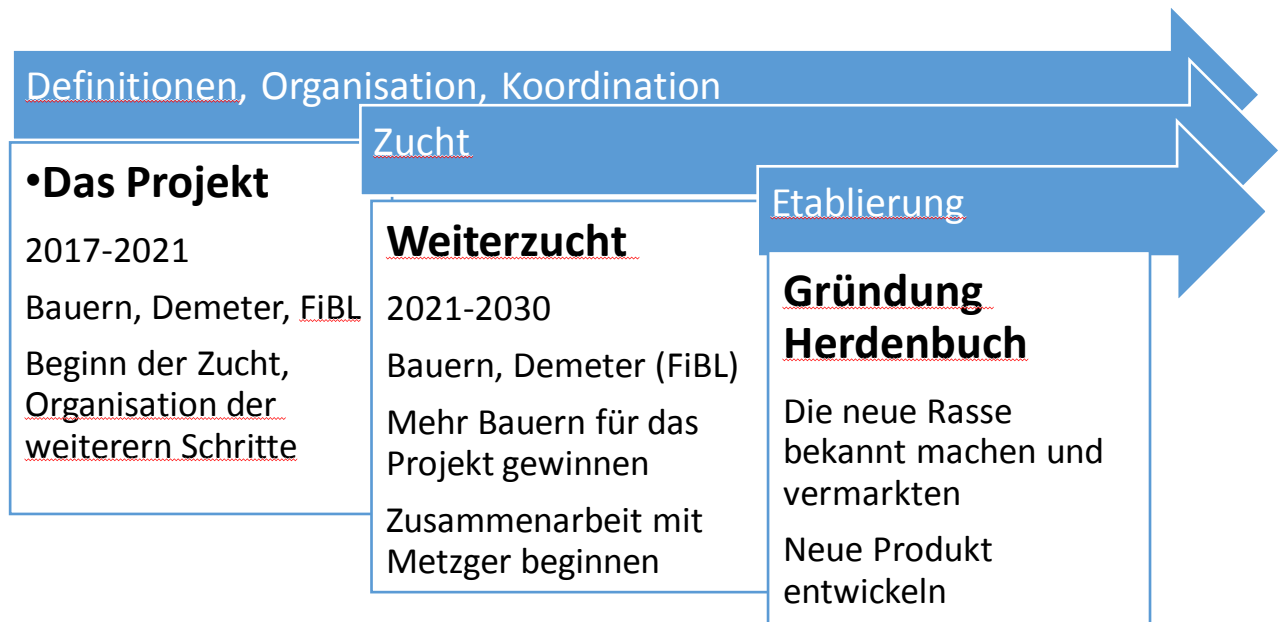 Definitionen, Organisation, Koordination
•Das Projekt
2017-2021
Bauern, Demeter, FiBL
Beginn der Zucht,
Organisation der
weiterern Schritte
Zucht
Weiterzucht
2021-2030
Bauern, Demeter (FiBL)
Mehr Bauern für das
Projekt gewinnen
Zusammenarbeit mit
Metzger beginnen
Etablierung
Gründung
Herdenbuch
Die neue Rasse
bekannt machen und
vermarkten
Neue Produkt
entwickeln